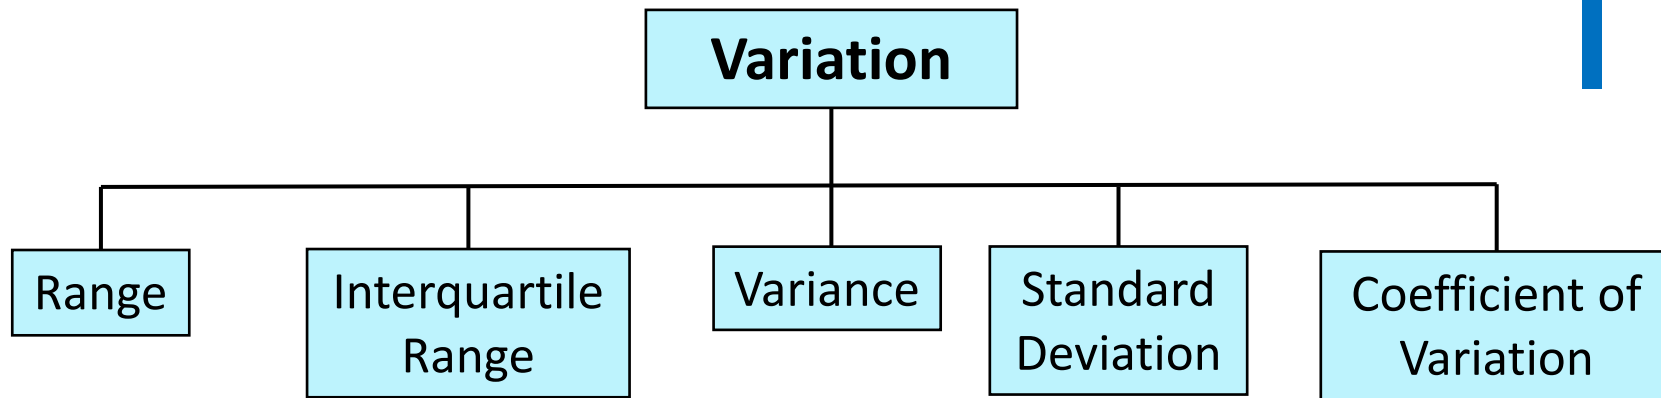 Variation
Range
Interquartile
Range
Variance
Standard
Deviation
Coefficient of
Variation